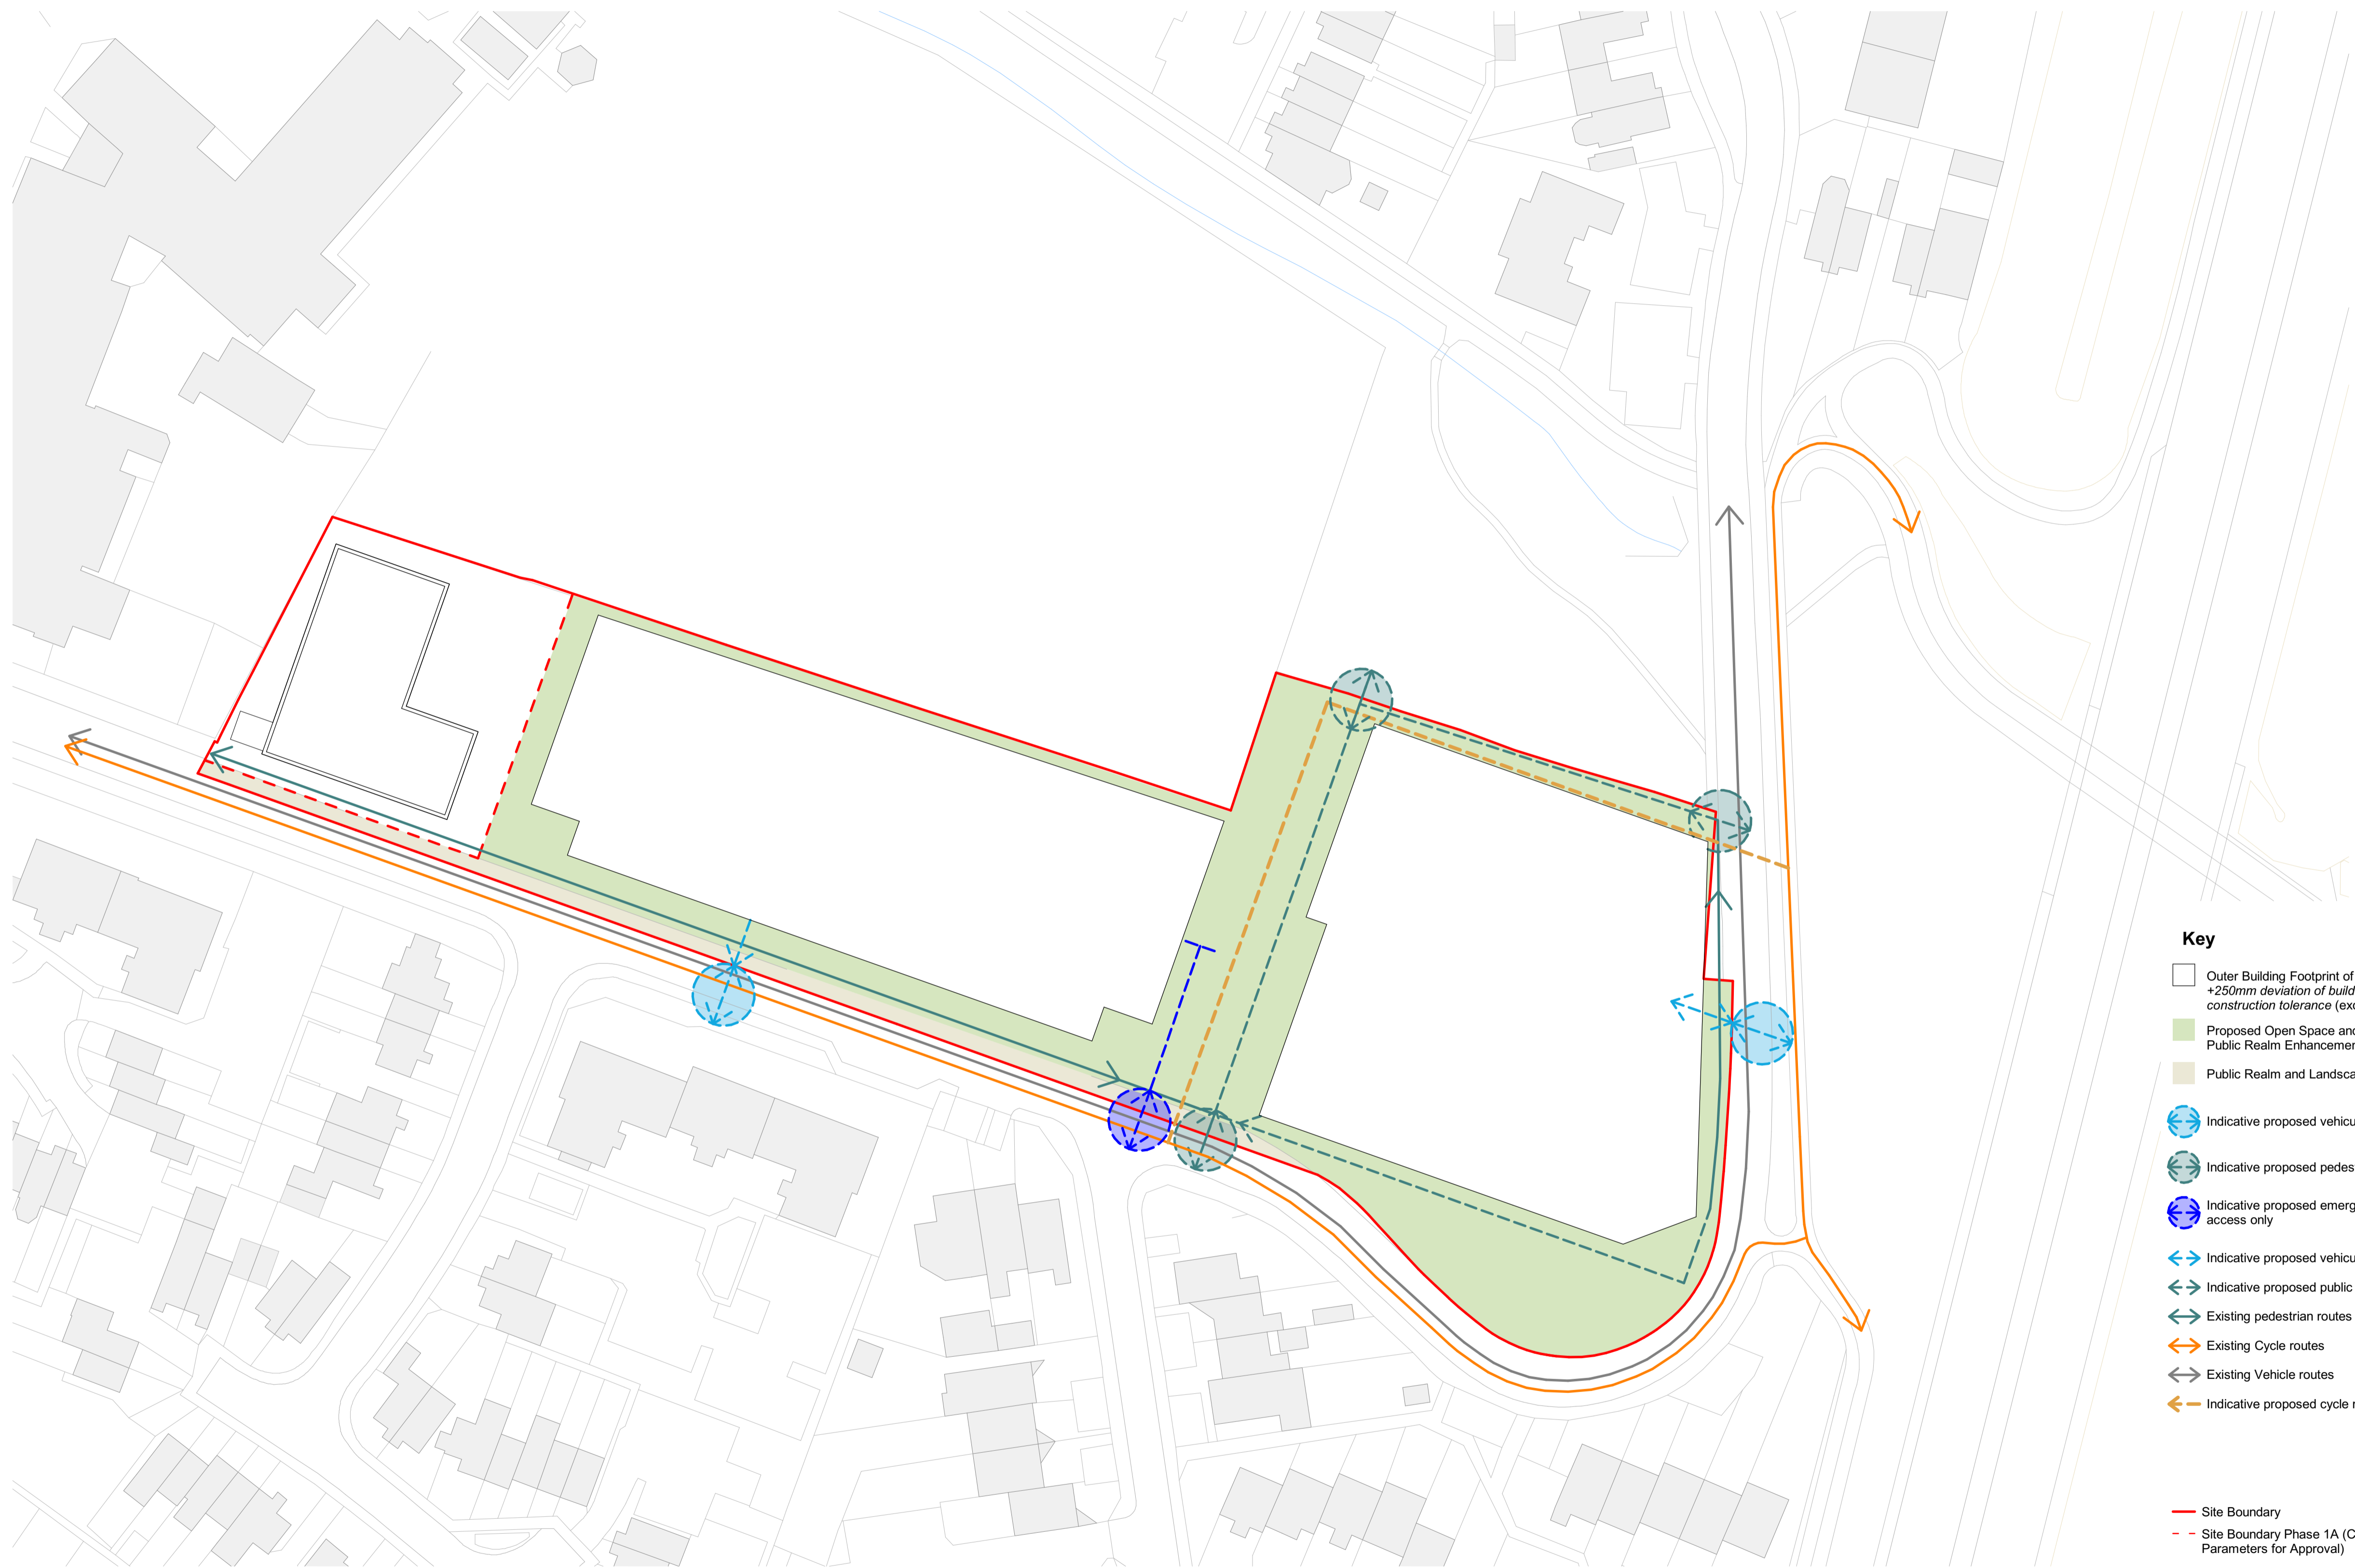 Key
Outer Building Footprint of
+250mm deviation of build
construction tolerance (exc
Proposed Open Space and
Public Realm Enhancemen
Public Realm and Landsca
Indicative proposed vehicu
Indicative proposed pedes
Indicative proposed emerg
access only
Indicative proposed vehicu
Indicative proposed public
Existing pedestrian routes
Existing Cycle routes
Existing Vehicle routes
Indicative proposed cycle r
Site Boundary
Site Boundary Phase 1A (C
Parameters for Approval)